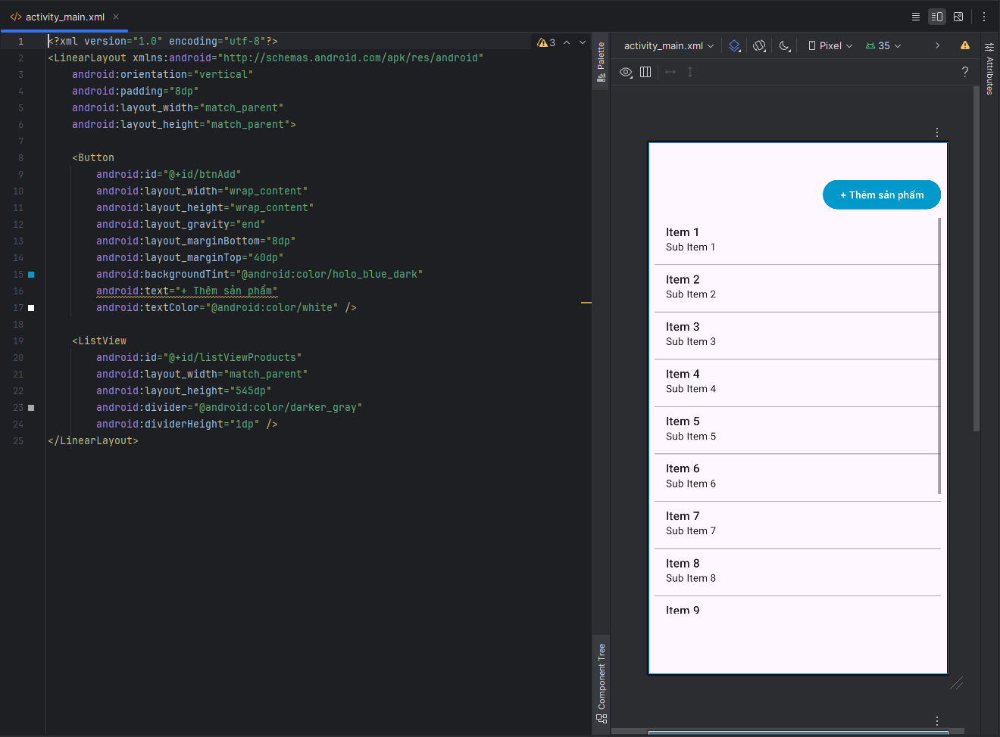 activity_main.xml
1 <?xml version="1.0" encoding="utf-8"?>
2 <LinearLayout xmlns:android="http://schemas.android.com/apk/res/android"
3 android:orientation="vertical"
4 android:padding="8dp"
5 android:layout_width="match_parent"
6 android:layout_height="match_parent">
7
8 <Button
9 android:id="@+id/btnAdd"
10 android:layout_width="wrap_content"
11 android:layout_height="wrap_content"
12 android:layout_gravity="end"
13 android:layout_marginBottom="8dp"
14 android:layout_marginTop="40dp"
15 android:backgroundTint="@android:color/holo_blue_dark"
16 android:text="+ Thêm sản phẩm"
17 android:textColor="@android:color/white" />
18
19 <ListView
20 android:id="@+id/listViewProducts"
21 android:layout_width="match_parent"
22 android:layout_height="545dp"
23 android:divider="@android:color/darker_gray"
24 android:dividerHeight="1dp" />
25 </LinearLayout>
3
Palette
Component Tree
activity_main.xml
Pixel
35
?
Attributes
+ Thêm sản phẩm
Item 1
Sub Item 1
Item 2
Sub Item 2
Item 3
Sub Item 3
Item 4
Sub Item 4
Item 5
Sub Item 5
Item 6
Sub Item 6
Item 7
Sub Item 7
Item 8
Sub Item 8
Item 9